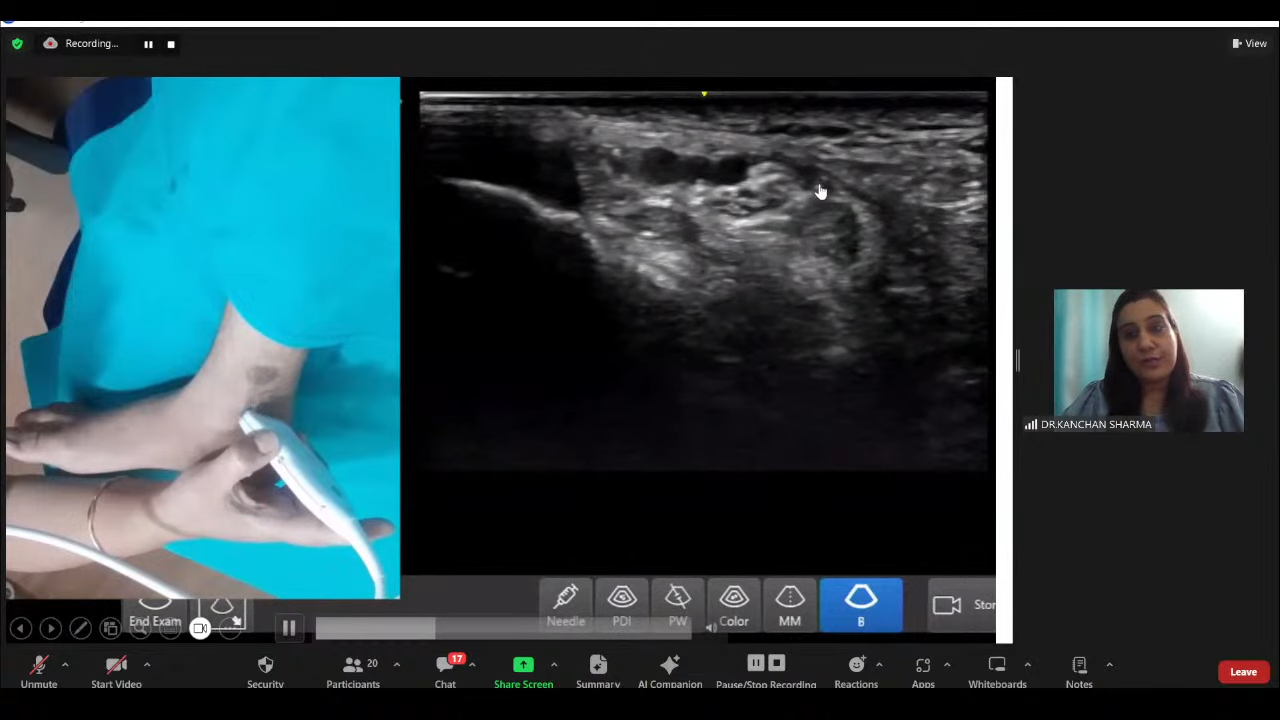 Recording...
View
DR.KANCHAN SHARMA
Needle
PDI
PW
Color
MM
B
Stor
End Exam
Unmute
Start Video
Security
20
Participants
17
Chat
Share Screen
Summary
AI Companion
Pause/Stop Recording
Reactions
Apps
Whiteboards
Notes
Leave